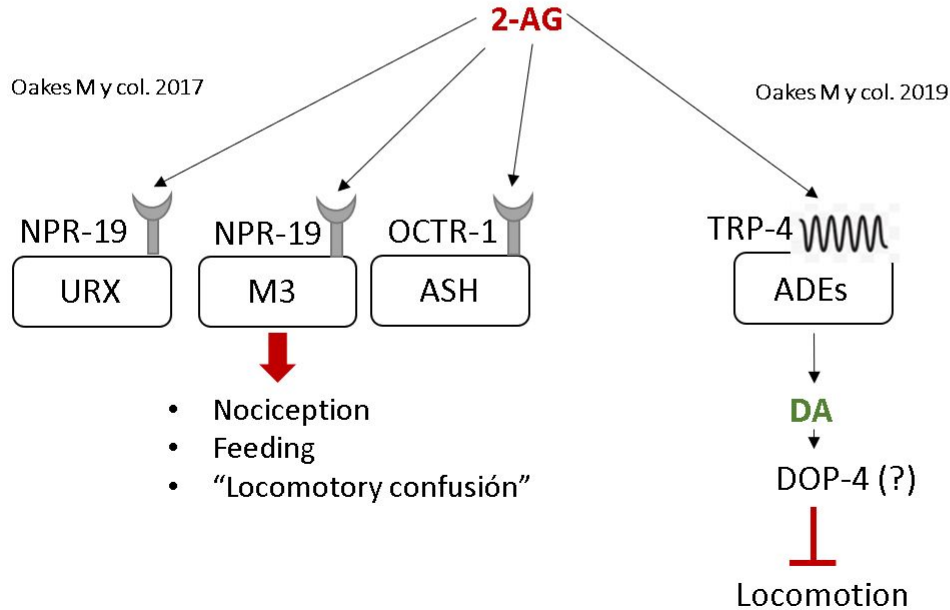 2-AG
Oakes M y col. 2017
Oakes M y col. 2019
NPR-19
NPR-19
OCTR-1
TRP-4
URX
M3
ASH
ADEs
• Nociception
• Feeding
• “Locomotory confusión”
DA
DOP-4 (?)
Locomotion